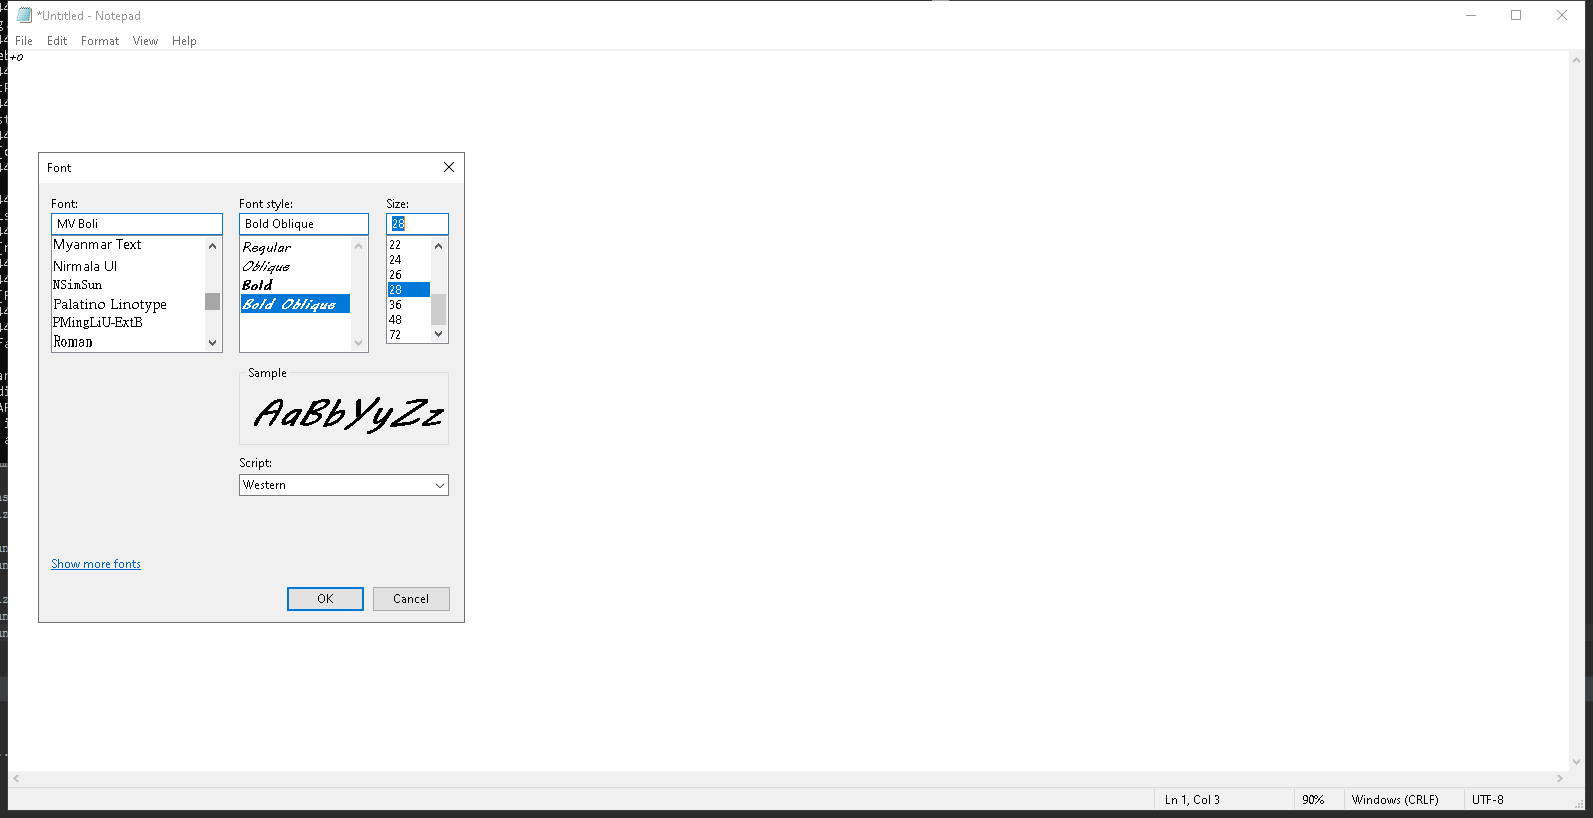 *Untitled - Notepad
File Edit Format View Help
+o
Font
Font: Font style: Size:
MV Boli Bold Oblique 28
Myanmar Text
Nirmala UI
NSimSun
Palatino Linotype
PMingLiU-ExtB
Roman
Regular
Oblique
Bold
Bold Oblique
22
24
26
28
36
48
72
Sample
AaBbYyZz
Script:
Western
Show more fonts
OK Cancel
Ln 1, Col 3 90% Windows (CRLF) UTF-8